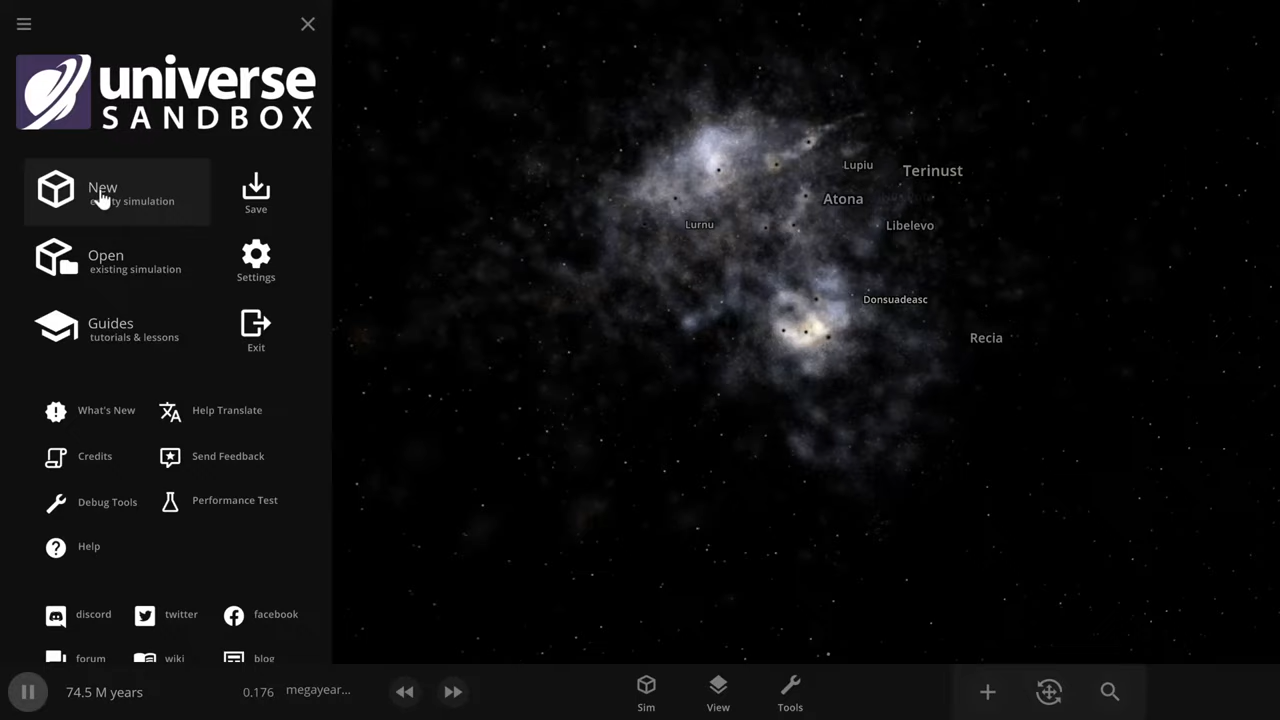 universe
SANDBOX
New
simulation
Save
Open
existing simulation
Settings
Guides
tutorials & lessons
Exit
What's New
Help Translate
Credits
Send Feedback
Debug Tools
Performance Test
Help
discord
twitter
facebook
forum
wiki
blog
Lupiu
Terinust
Atona
Lurnu
Libelevo
Donsuadeasc
Recia
74.5 M years
0.176
megayear...
Sim
View
Tools